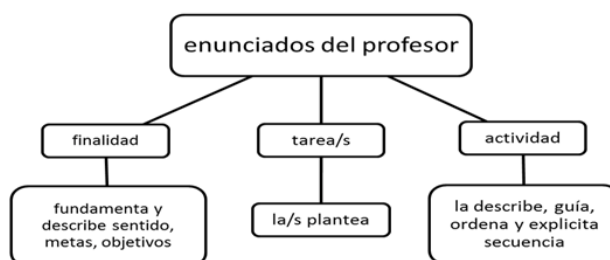 enunciados del profesor
finalidad
tarea/s
actividad
fundamenta y
describe sentido,
metas, objetivos
la/s plantea
la describe, guía,
ordena y explicita
secuencia